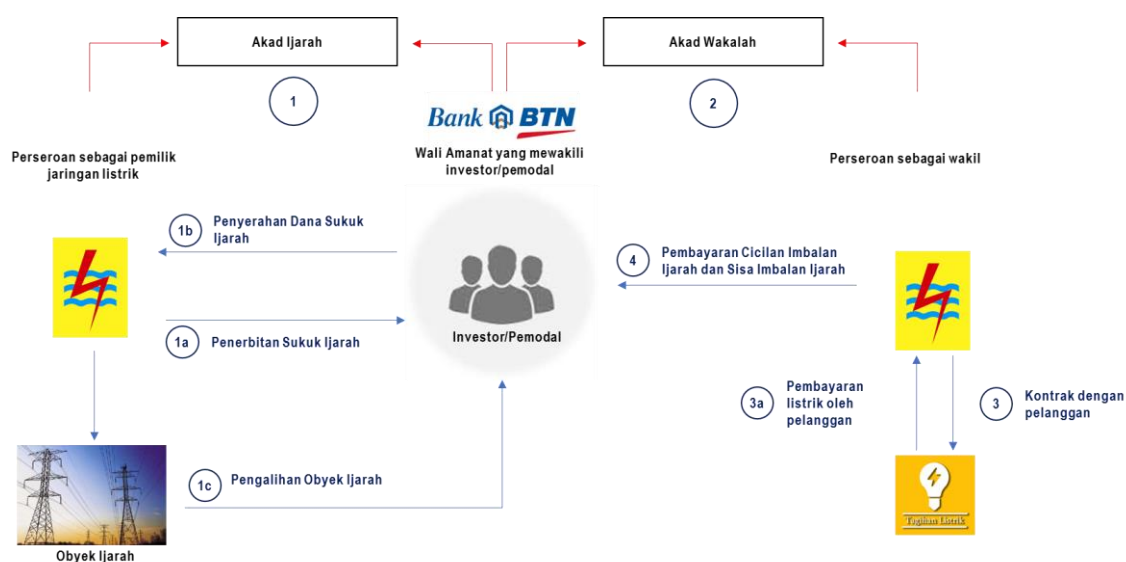 Akad Ijarah
Akad Wakalah
1
2
Bank BTN
Wali Amanat yang mewakili
investor/pemodal
Perseroan sebagai pemilik
jaringan listrik
Perseroan sebagai wakil
1b
Penyerahan Dana Sukuk
Ijarah
4
Pembayaran Cicilan Imbalan
Ijarah dan Sisa Imbalan Ijarah
1a
Penerbitan Sukuk Ijarah
Investor/Pemodal
3a
Pembayaran
listrik oleh
pelanggan
3
Kontrak dengan
pelanggan
1c
Pengalihan Obyek Ijarah
Tagihan Listrik
Obyek Ijarah